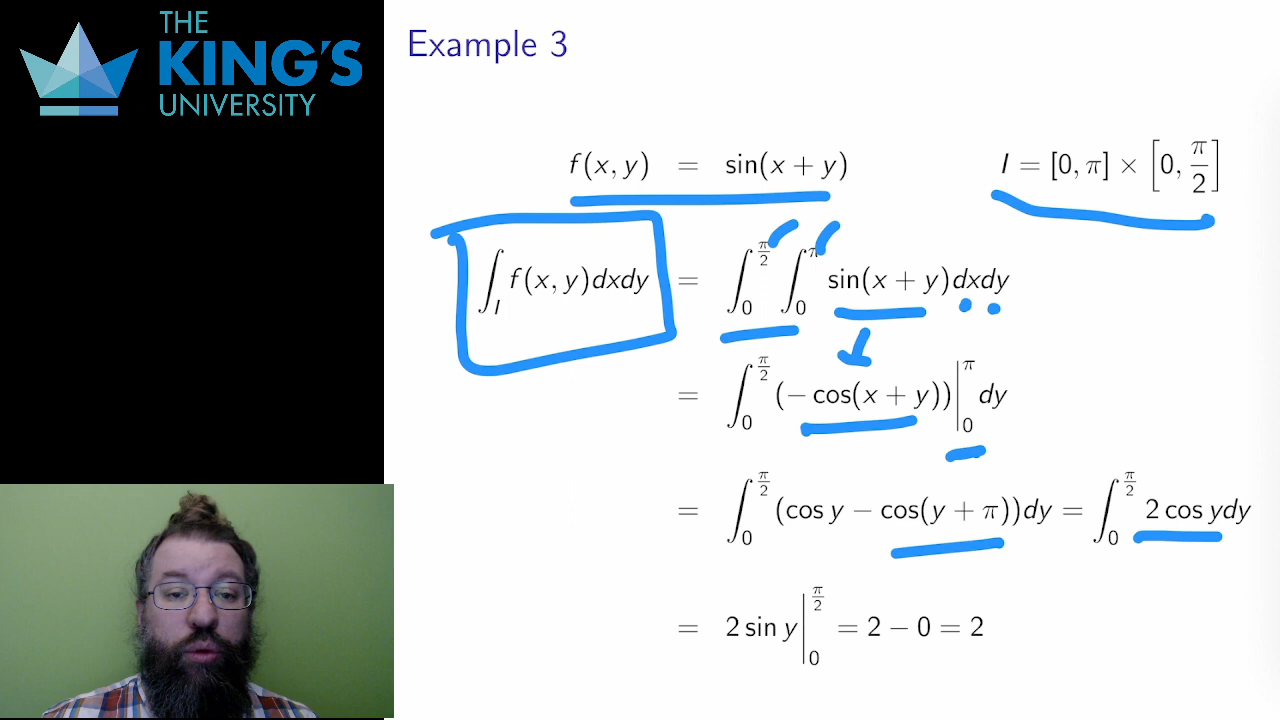 THE
KING'S
UNIVERSITY
Example 3
f(x, y) = sin(x + y) I = [0, π] × [0, π/2]
∫_I f(x, y)dxdy = ∫_0^{π/2} ∫_0^π sin(x + y)dxdy
= ∫_0^{π/2} (− cos(x + y))|_0^π dy
= ∫_0^{π/2} (cos y − cos(y + π))dy = ∫_0^{π/2} 2 cos ydy
= 2 sin y|_0^{π/2} = 2 − 0 = 2